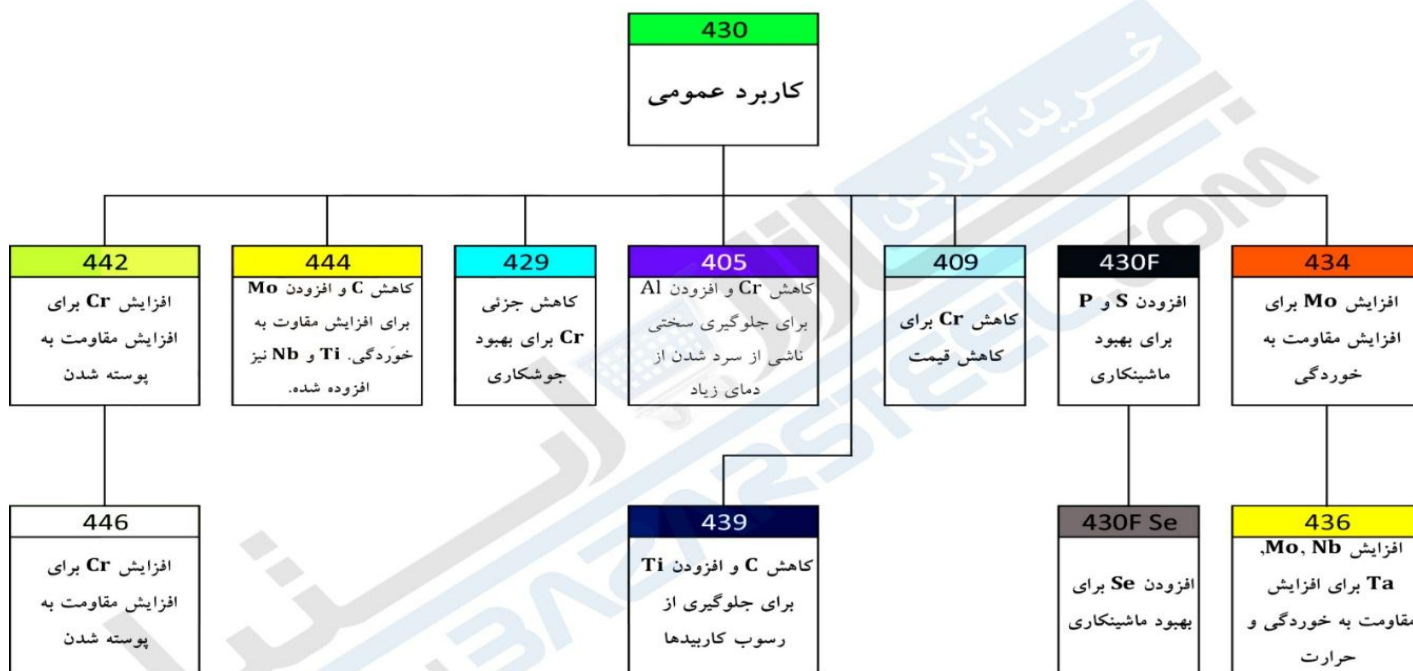 430
کاربرد عمومی
442
افزایش Cr برای
افزایش مقاومت به
پوسته شدن
444
کاهش C و افزودن Mo
برای افزایش مقاوت به
خوردگی. Ti و Nb نیز
افزوده شده.
429
کاهش جزئی
Cr برای بهبود
جوشکاری
405
کاهش Cr و افزودن Al
برای جلوگیری سختی
ناشی از سرد شدن از
دمای زیاد
409
کاهش Cr برای
کاهش قیمت
430F
افزودن S و P
برای بهبود
ماشینکاری
434
افزایش Mo برای
افزایش مقاومت به
خوردگی
446
افزایش Cr برای
افزایش مقاومت به
پوسته شدن
439
کاهش C و افزودن Ti
برای جلوگیری از
رسوب کاربیدها
430F Se
افزودن Se برای
بهبود ماشینکاری
436
افزایش Mo, Nb,
Ta برای افزایش
مقاومت به خوردگی و
حرارت
خرید آنلاین
BAZARSTEEL.COM